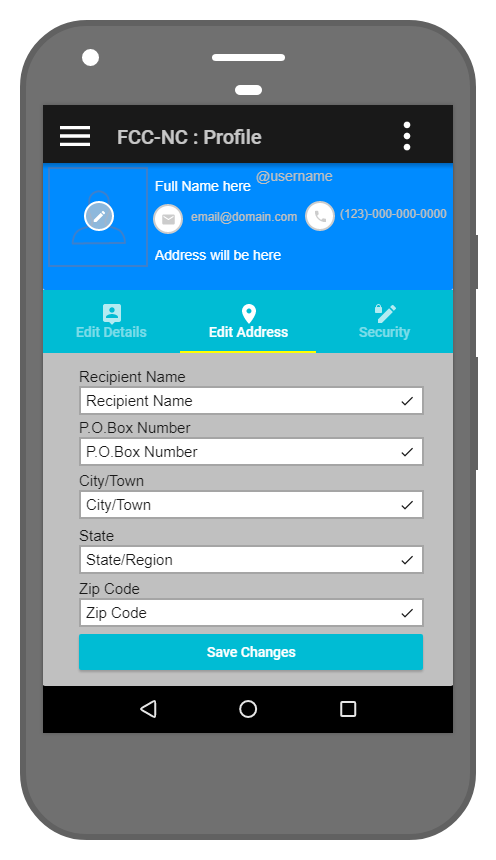 FCC-NC : Profile
@username
Full Name here
email@domain.com
(123)-000-000-0000
Address will be here
Edit Details
Edit Address
Security
Recipient Name
Recipient Name
P.O.Box Number
P.O.Box Number
City/Town
City/Town
State
State/Region
Zip Code
Zip Code
Save Changes